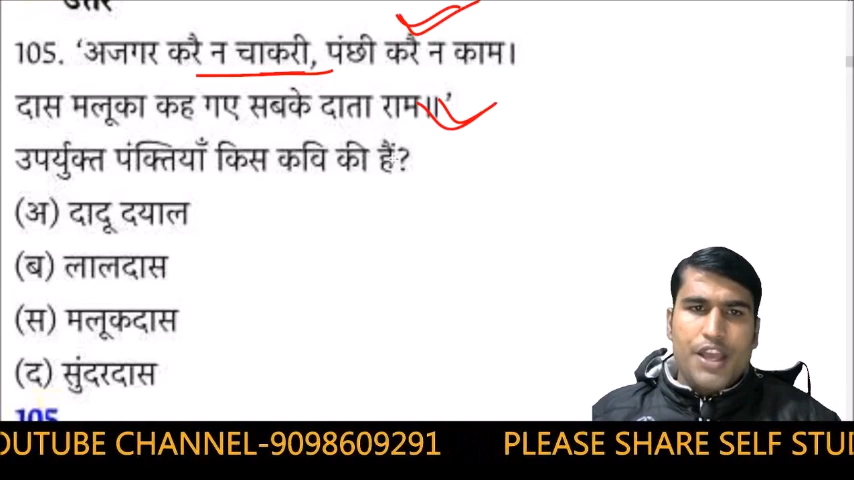 उत्तर
105. 'अजगर करै न चाकरी, पंछी करै न काम।
दास मलूका कह गए सबके दाता राम॥'
उपर्युक्त पंक्तियाँ किस कवि की हैं?
(अ) दादू दयाल
(ब) लालदास
(स) मलूकदास
(द) सुंदरदास
105
OUTUBE CHANNEL-9098609291 PLEASE SHARE SELF STUD